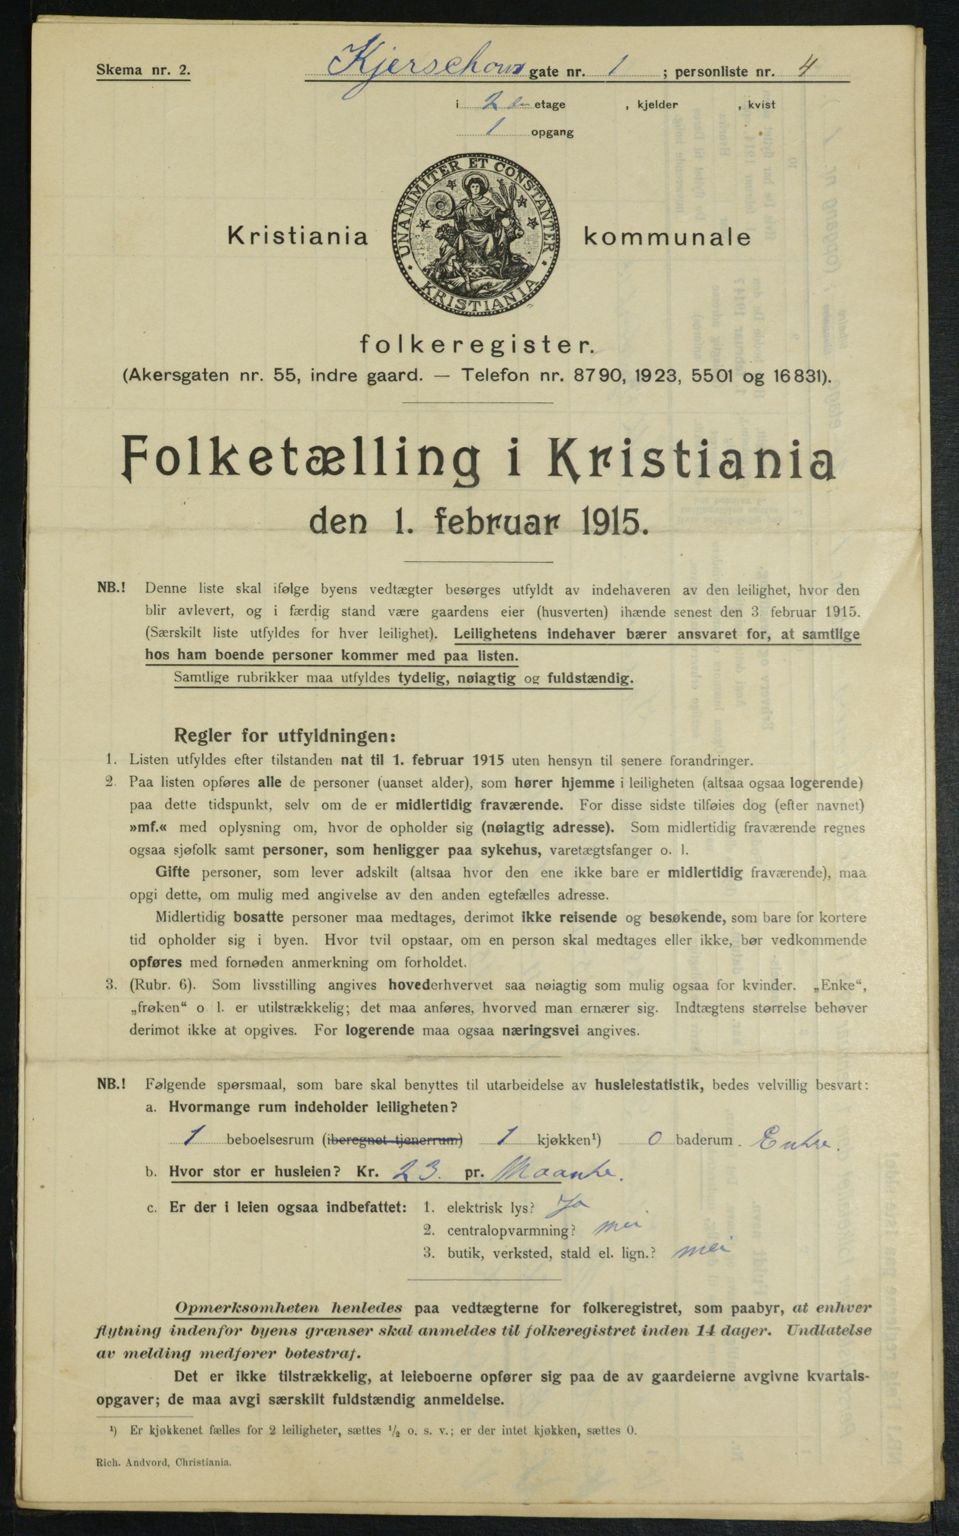 Skema nr. 2.
Kjerschows gate nr. 1 ; personliste nr. 4
i 2 en etage , kjelder , kvist
1 opgang
UNANIMITER ET CONSTANTER
KRISTIANIA
Kristiania kommunale
folkeregister.
(Akersgaten nr. 55, indre gaard. — Telefon nr. 8790, 1923, 5501 og 16831).
Folketælling i Kristiania
den 1. februar 1915.
NB.! Denne liste skal ifølge byens vedtægter besørges utfyldt av indehaveren av den leilighet, hvor den
blir avlevert, og i færdig stand være gaardens eier (husverten) ihænde senest den 3 februar 1915.
(Særskilt liste utfyldes for hver leilighet). Leilighetens indehaver bærer ansvaret for, at samtlige
hos ham boende personer kommer med paa listen.
Samtlige rubrikker maa utfyldes tydelig, nøiagtig og fuldstændig.
Regler for utfyldningen:
1. Listen utfyldes efter tilstanden nat til 1. februar 1915 uten hensyn til senere forandringer.
2. Paa listen opføres alle de personer (uanset alder), som hører hjemme i leiligheten (altsaa ogsaa logerende)
paa dette tidspunkt, selv om de er midlertidig fraværende. For disse sidste tilføies dog (efter navnet)
»mf.« med oplysning om, hvor de opholder sig (nøiagtig adresse). Som midlertidig fraværende regnes
ogsaa sjøfolk samt personer, som henligger paa sykehus, varetægtsfanger o. l.
Gifte personer, som lever adskilt (altsaa hvor den ene ikke bare er midlertidig fraværende), maa
opgi dette, om mulig med angivelse av den anden egtefælles adresse.
Midlertidig bosatte personer maa medtages, derimot ikke reisende og besøkende, som bare for kortere
tid opholder sig i byen. Hvor tvil opstaar, om en person skal medtages eller ikke, bør vedkommende
opføres med fornøden anmerkning om forholdet.
3. (Rubr. 6). Som livsstilling angives hovederhvervet saa nøiagtig som mulig ogsaa for kvinder. „Enke“,
„frøken“ o l. er utilstrækkelig; det maa anføres, hvorved man ernærer sig. Indtægtens størrelse behøver
derimot ikke at opgives. For logerende maa ogsaa næringsvei angives.
NB.! Følgende spørsmaal, som bare skal benyttes til utarbeidelse av husleiestatistik, bedes velvillig besvart:
a. Hvormange rum indeholder leiligheten?
1 beboelsesrum (iberegnet tjenerrum) 1 kjøkken¹) 0 baderum.
b. Hvor stor er husleien? Kr. 23. pr. Maante.
c. Er der i leien ogsaa indbefattet: 1. elektrisk lys? Ja
2. centralopvarmning? nei
3. butik, verksted, stald el. lign.? nei
Opmerksomheten henledes paa vedtægterne for folkeregistret, som paabyr, at enhver
flytning indenfor byens grænser skal anmeldes til folkeregistret inden 14 dager. Undlatelse
av melding medfører bøtestraf.
Det er ikke tilstrækkelig, at leieboerne opfører sig paa de av gaardeierne avgivne kvartals-
opgaver; de maa avgi særskilt fuldstændig anmeldelse.
¹) Er kjøkkenet fælles for 2 leiligheter, sættes ½ o. s. v.; er der intet kjøkken, sættes 0.
Rich. Andvord, Christiania.